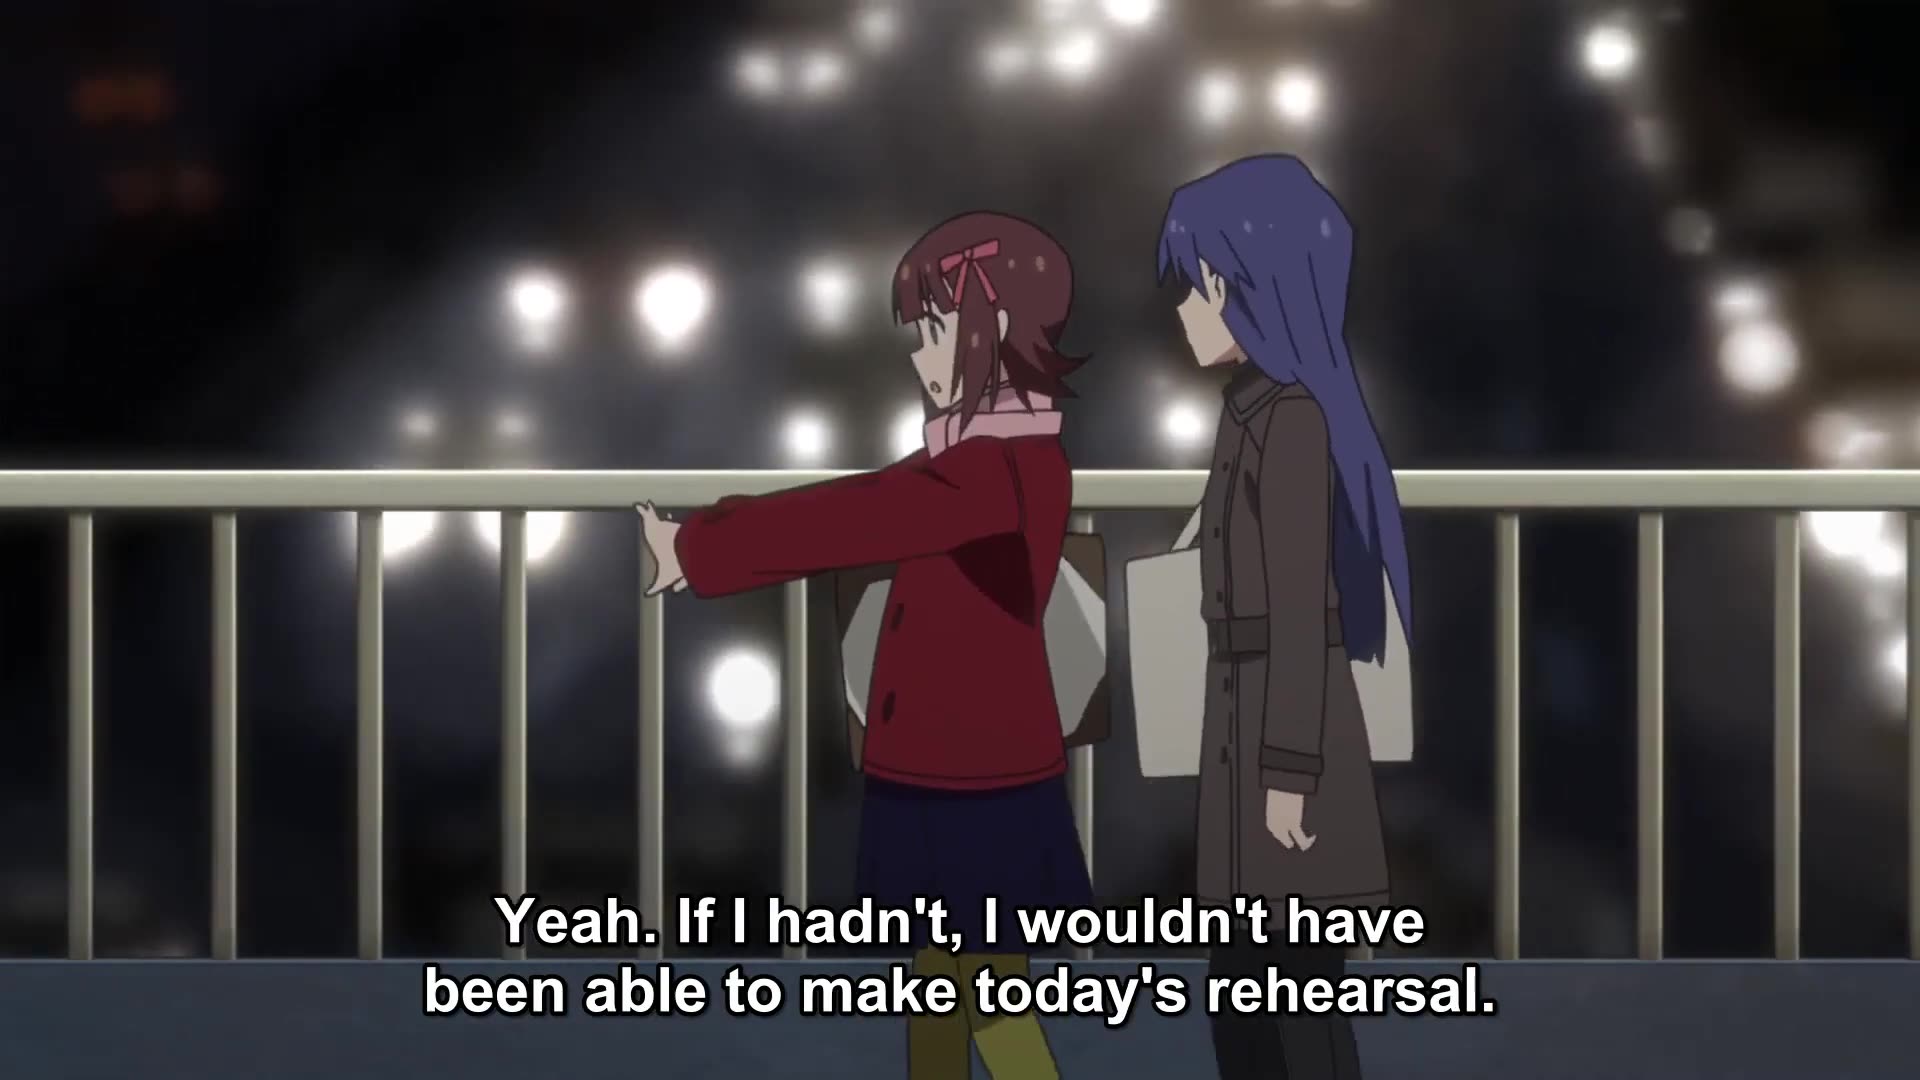 Yeah. If I hadn't, I wouldn't have
been able to make today's rehearsal.